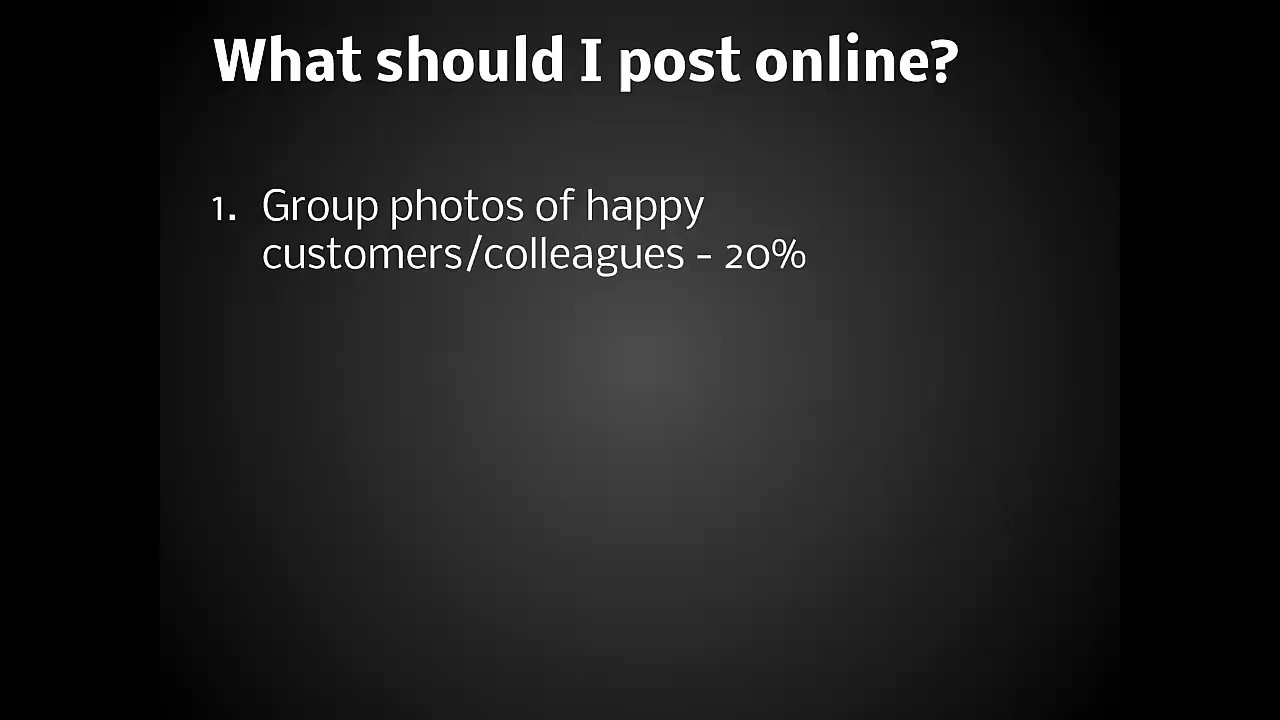 What should I post online?
1. Group photos of happy
customers/colleagues - 20%